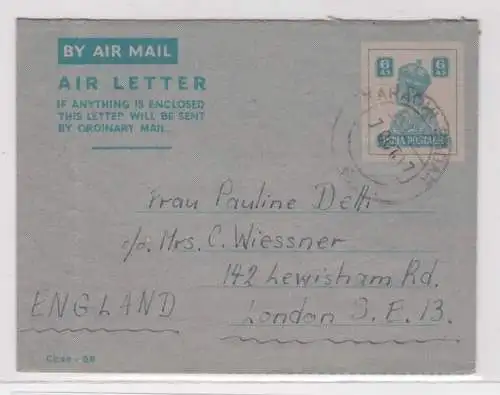 BY AIR MAIL
AIR LETTER
IF ANYTHING IS ENCLOSED
THIS LETTER WILL BE SENT
BY ORDINARY MAIL.
6 AS 6 AS
INDIA POSTAGE
Frau Pauline Delti
c/o. Mrs. C. Wiessner
142 Lewisham Rd.
London S.E. 13.
ENGLAND